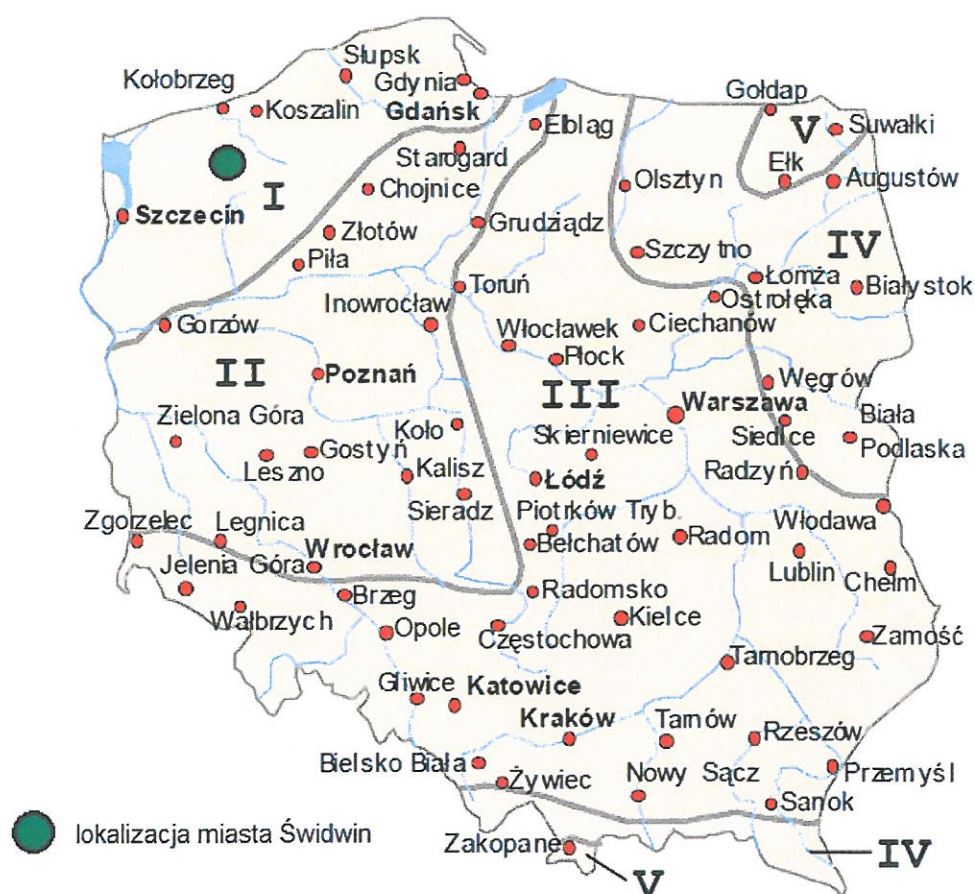 Słupsk
Kołobrzeg
Gdynia
Gołdap
Koszalin
Gdańsk
Elbląg
V
Suwałki
Starogard
Ełk
I
Chojnice
Olsztyn
Augustów
Szczecin
Złotów
Grudziądz
IV
Piła
Szczytno
Toruń
Łomża
Białystok
Inowrocław
Ostrołęka
Gorzów
Włocławek
Ciechanów
Płock
II
Poznań
III
Węgrów
Warszawa
Zielona Góra
Koło
Skierniewice
Siedlce
Biała
Podlaska
Leszno
Gostyń
Kalisz
Łódź
Radzyń
Sieradz
Piotrków Tryb.
Zgorzelec
Legnica
Wrocław
Bełchatów
Radom
Włodawa
Jelenia Góra
Lublin
Chełm
Brzeg
Radomsko
Wałbrzych
Opole
Częstochowa
Kielce
Zamość
Tarnobrzeg
Gliwice
Katowice
Kraków
Tarnów
Rzeszów
Bielsko Biała
Żywiec
Nowy Sącz
Przemyśl
Sanok
lokalizacja miasta Świdwin
Zakopane
IV
V